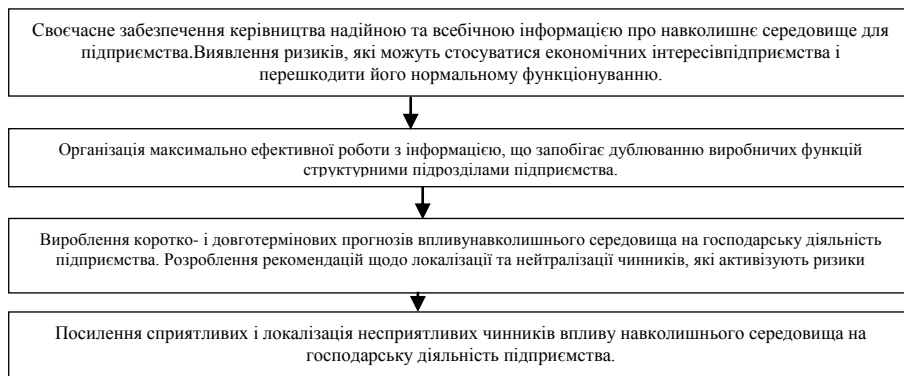 Своєчасне забезпечення керівництва надійною та всебічною інформацією про навколишнє середовище для
підприємства.Виявлення ризиків, які можуть стосуватися економічних інтересівпідприємства і
перешкодити його нормальному функціонуванню.
Організація максимально ефективної роботи з інформацією, що запобігає дублюванню виробничих функцій
структурними підрозділами підприємства.
Вироблення коротко- і довготермінових прогнозів впливунавколишнього середовища на господарську діяльність
підприємства. Розроблення рекомендацій щодо локалізації та нейтралізації чинників, які активізують ризики
Посилення сприятливих і локалізація несприятливих чинників впливу навколишнього середовища на
господарську діяльність підприємства.